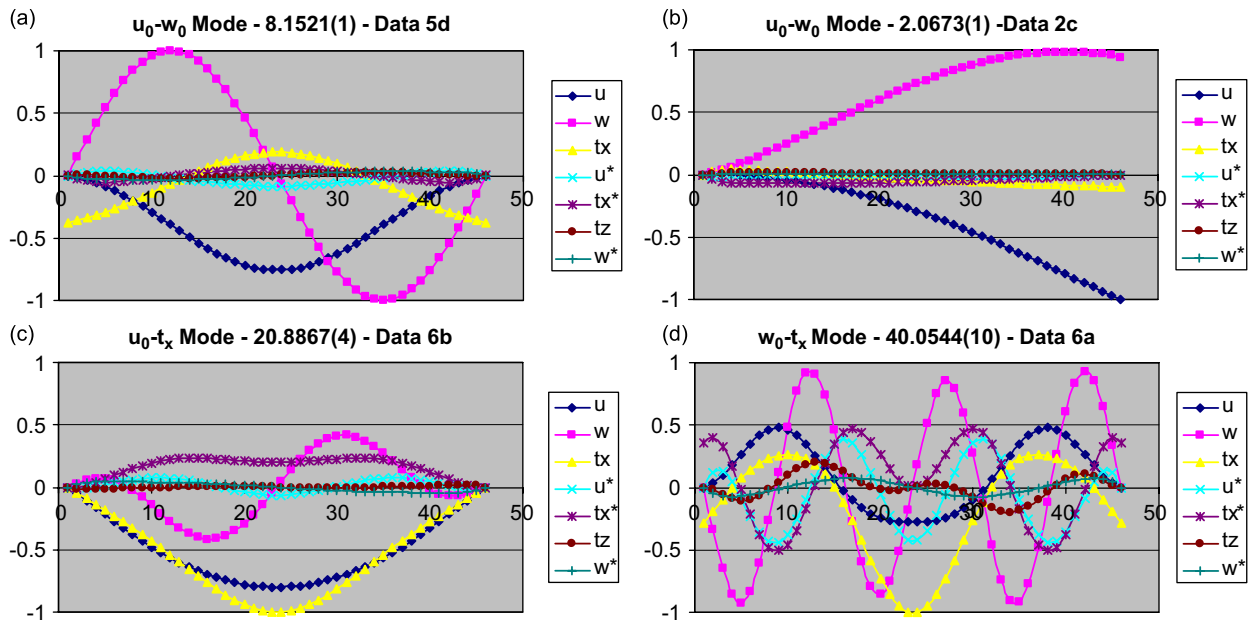 (a)
u₀-w₀ Mode - 8.1521(1) - Data 5d
1
0.5
0
-0.5
-1
0 10 20 30 40 50
u
w
tx
u*
tx*
tz
w*
(b)
u₀-w₀ Mode - 2.0673(1) -Data 2c
1
0.5
0
-0.5
-1
0 10 20 30 40 50
u
w
tx
u*
tx*
tz
w*
(c)
u₀-tₓ Mode - 20.8867(4) - Data 6b
1
0.5
0
-0.5
-1
0 10 20 30 40 50
u
w
tx
u*
tx*
tz
w*
(d)
w₀-tₓ Mode - 40.0544(10) - Data 6a
1
0.5
0
-0.5
-1
0 10 20 30 40 50
u
w
tx
u*
tx*
tz
w*